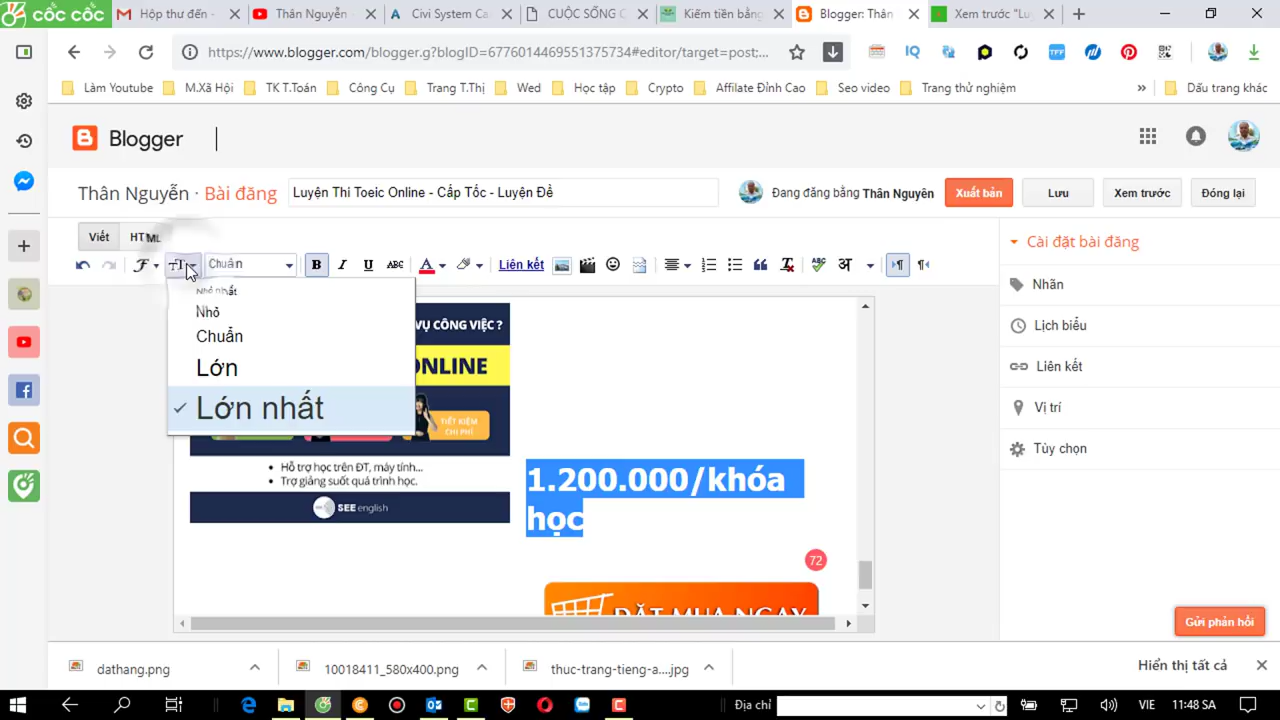 cốc cốc
Hộp thư đến -
Thân Nguyễn
Civi System Ca
CUỘC SỐNG C
Kiếm tiền bằng
Blogger: Thân
Xem trước "Lu
https://www.blogger.com/blogger.g?blogID=6776014469551375734#editor/target=post;...
IQ
TPF
Làm Youtube
M.Xã Hội
TK T.Toán
Công Cụ
Trang T.Thị
Wed
Học tập
Crypto
Affilate Đỉnh Cao
Seo video
Trang thử nghiệm
»
Dấu trang khác
Blogger
Thân Nguyễn · Bài đăng
Luyện Thi Toeic Online - Cấp Tốc - Luyện Đề
Đang đăng bằng Thân Nguyên
Xuất bản
Lưu
Xem trước
Đóng lại
Viết
HTML
Chuẩn
B
I
U
ABC
A
Liên kết
Nhỏ nhất
Nhỏ
Chuẩn
Lớn
Lớn nhất
VỤ CÔNG VIỆC ?
ONLINE
TIẾT KIỆM
CHI PHÍ
• Hỗ trợ học trên ĐT, máy tính...
• Trợ giảng suốt quá trình học.
SEE english
1.200.000/khóa
học
72
ĐẶT MUA NGAY
Cài đặt bài đăng
Nhãn
Lịch biểu
Liên kết
Vị trí
Tùy chọn
Gửi phản hồi
dathang.png
10018411_580x400.png
thuc-trang-tieng-a....jpg
Hiển thị tất cả
Địa chỉ
VIE
11:48 SA